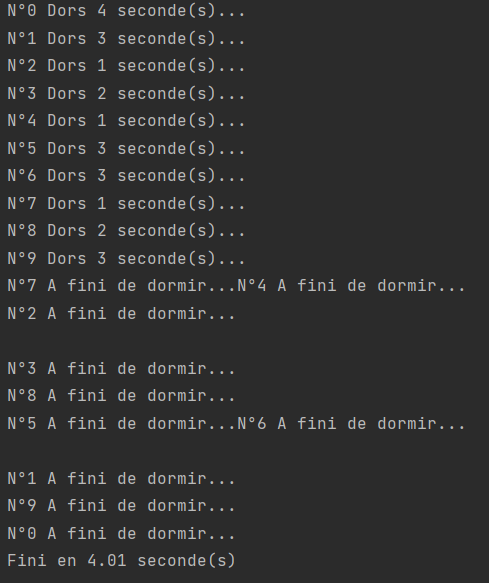 N°0 Dors 4 seconde(s)...
N°1 Dors 3 seconde(s)...
N°2 Dors 1 seconde(s)...
N°3 Dors 2 seconde(s)...
N°4 Dors 1 seconde(s)...
N°5 Dors 3 seconde(s)...
N°6 Dors 3 seconde(s)...
N°7 Dors 1 seconde(s)...
N°8 Dors 2 seconde(s)...
N°9 Dors 3 seconde(s)...
N°7 A fini de dormir...N°4 A fini de dormir...
N°2 A fini de dormir...

N°3 A fini de dormir...
N°8 A fini de dormir...
N°5 A fini de dormir...N°6 A fini de dormir...

N°1 A fini de dormir...
N°9 A fini de dormir...
N°0 A fini de dormir...
Fini en 4.01 seconde(s)